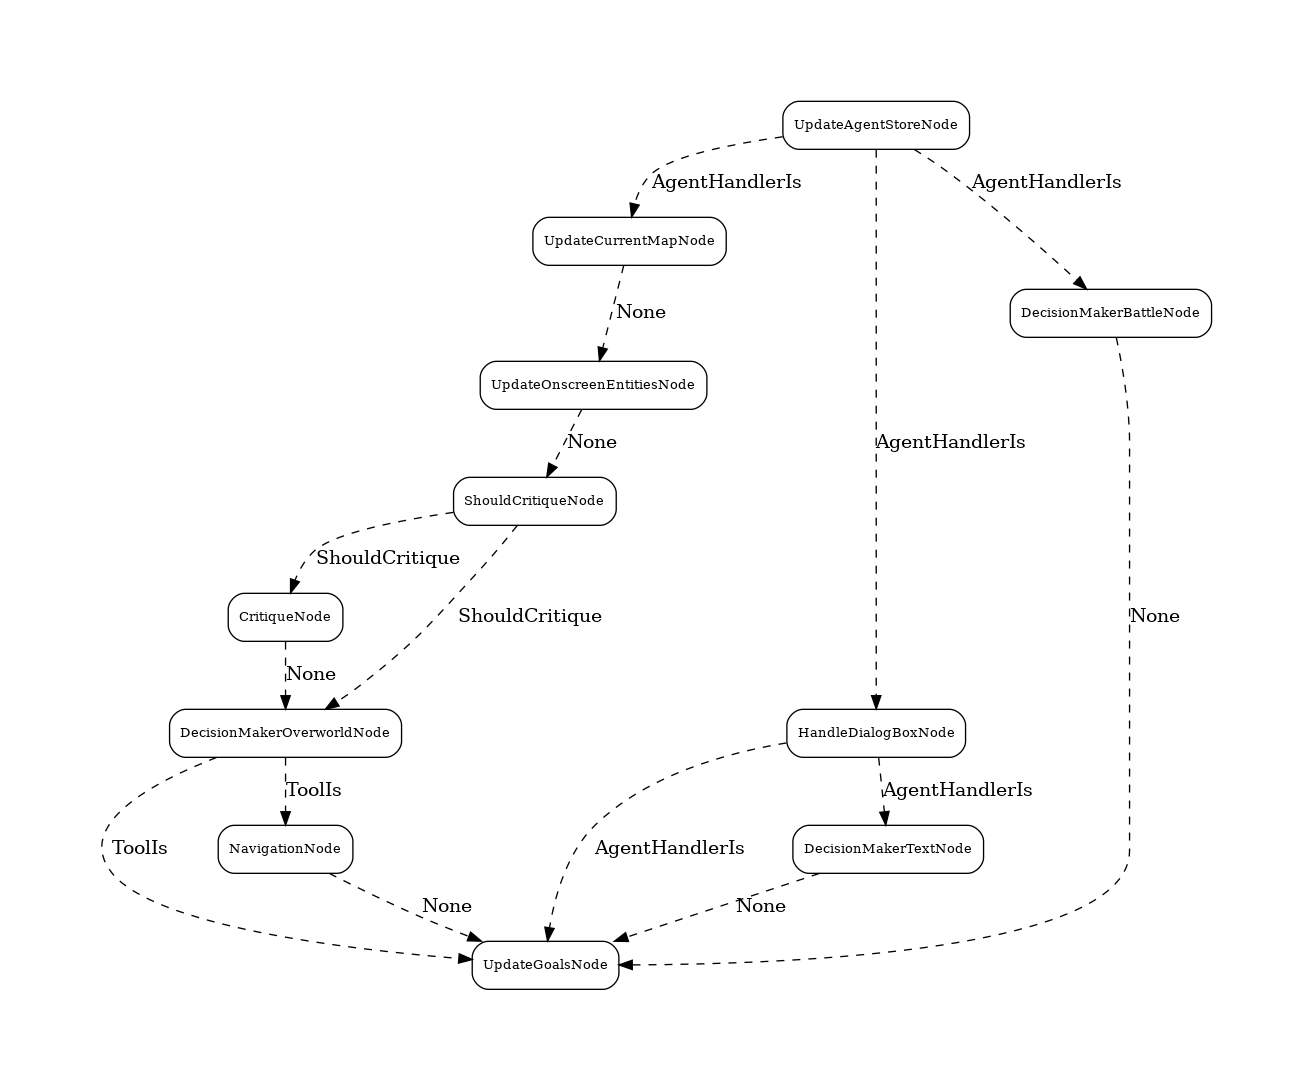 UpdateAgentStoreNode
AgentHandlerIs
AgentHandlerIs
UpdateCurrentMapNode
None
DecisionMakerBattleNode
UpdateOnscreenEntitiesNode
None
AgentHandlerIs
ShouldCritiqueNode
ShouldCritique
CritiqueNode
ShouldCritique
None
None
DecisionMakerOverworldNode
HandleDialogBoxNode
ToolIs
AgentHandlerIs
ToolIs
NavigationNode
AgentHandlerIs
DecisionMakerTextNode
None
None
UpdateGoalsNode